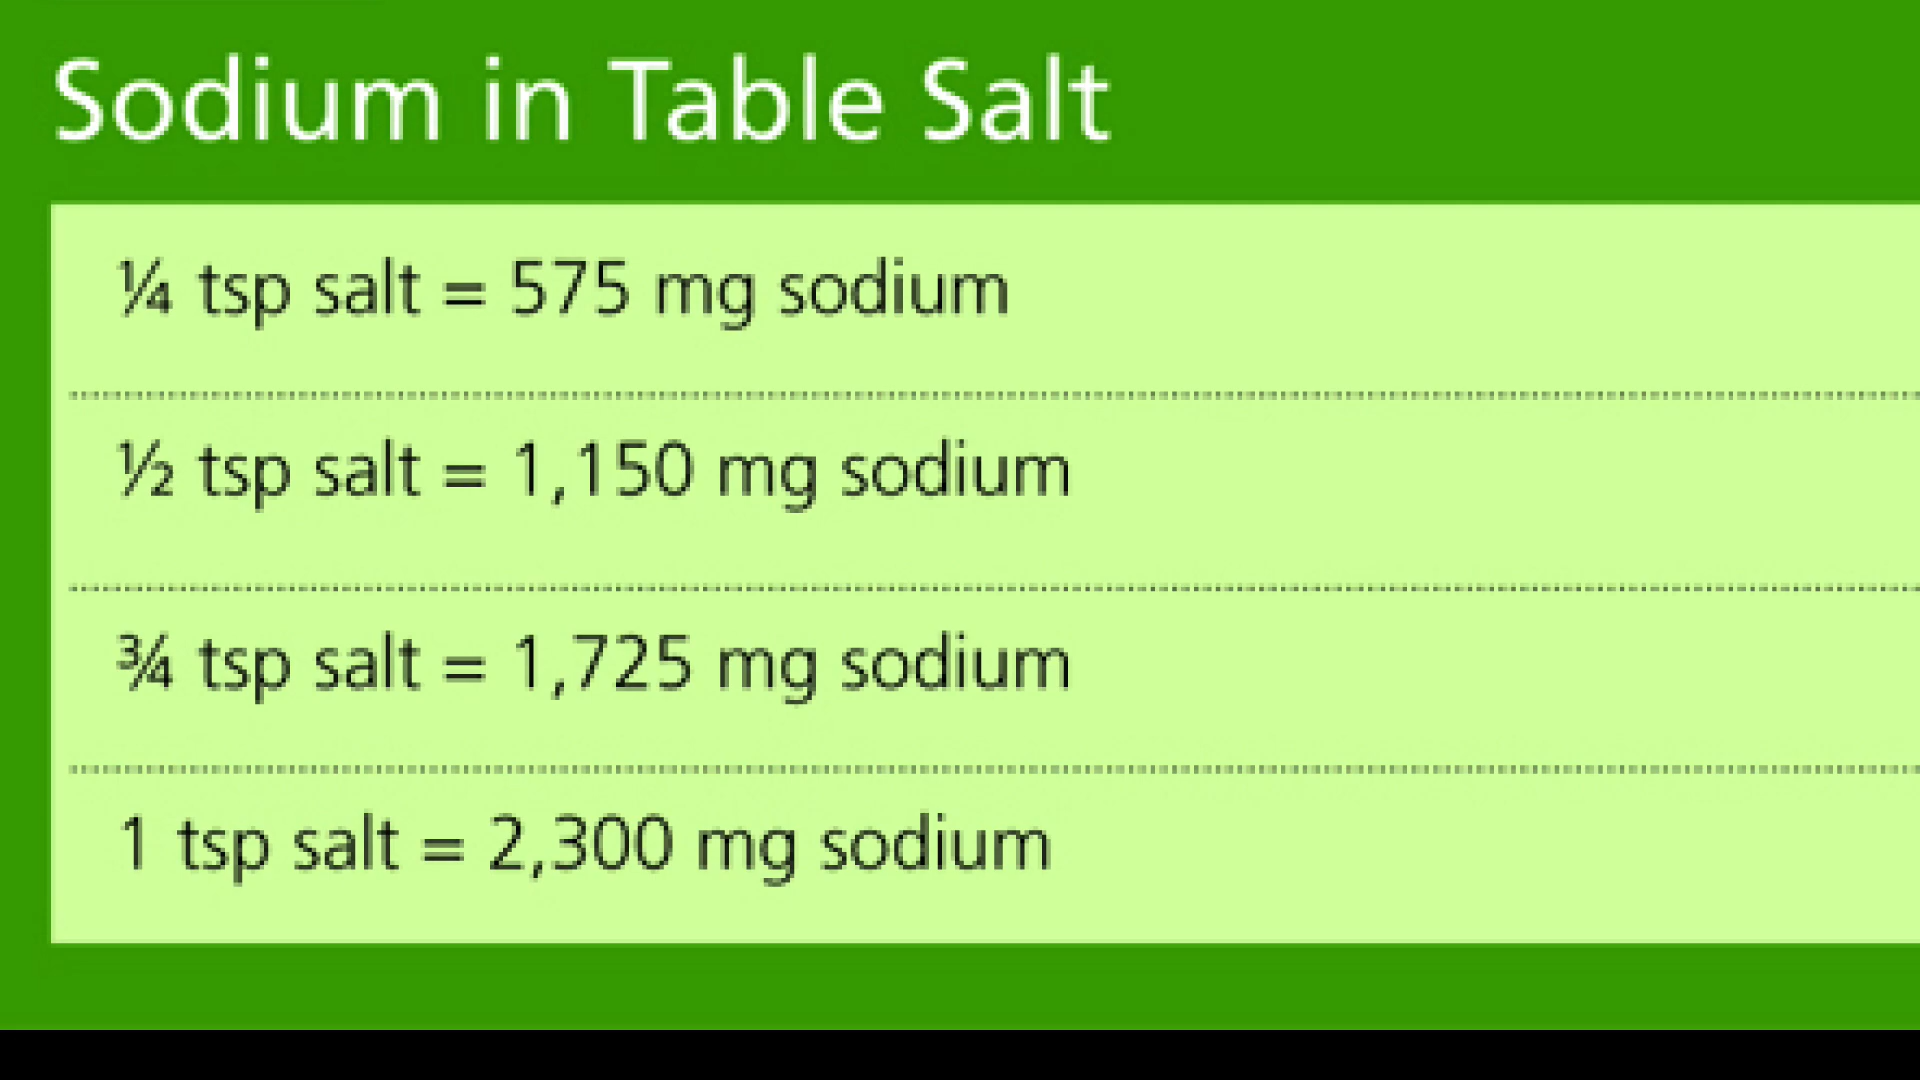 Sodium in Table Salt
¼ tsp salt = 575 mg sodium
½ tsp salt = 1,150 mg sodium
¾ tsp salt = 1,725 mg sodium
1 tsp salt = 2,300 mg sodium